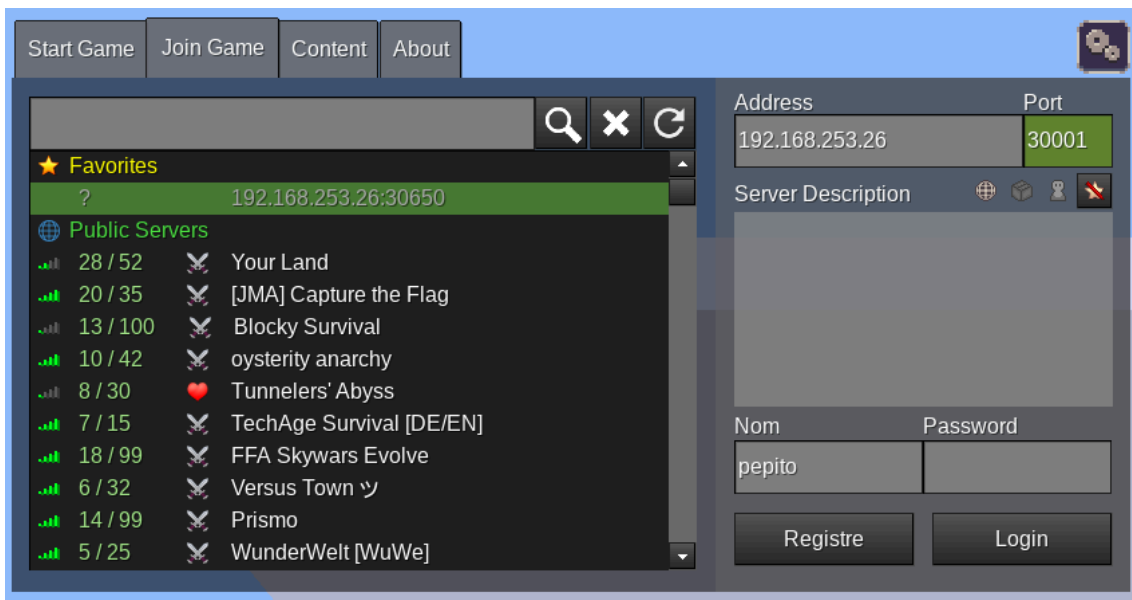 Start Game Join Game Content About
Favorites
? 192.168.253.26:30650
Public Servers
28 / 52 Your Land
20 / 35 [JMA] Capture the Flag
13 / 100 Blocky Survival
10 / 42 oysterity anarchy
8 / 30 Tunnelers' Abyss
7 / 15 TechAge Survival [DE/EN]
18 / 99 FFA Skywars Evolve
6 / 32 Versus Town ツ
14 / 99 Prismo
5 / 25 WunderWelt [WuWe]
Address Port
192.168.253.26 30001
Server Description
Nom Password
pepito
Registre Login